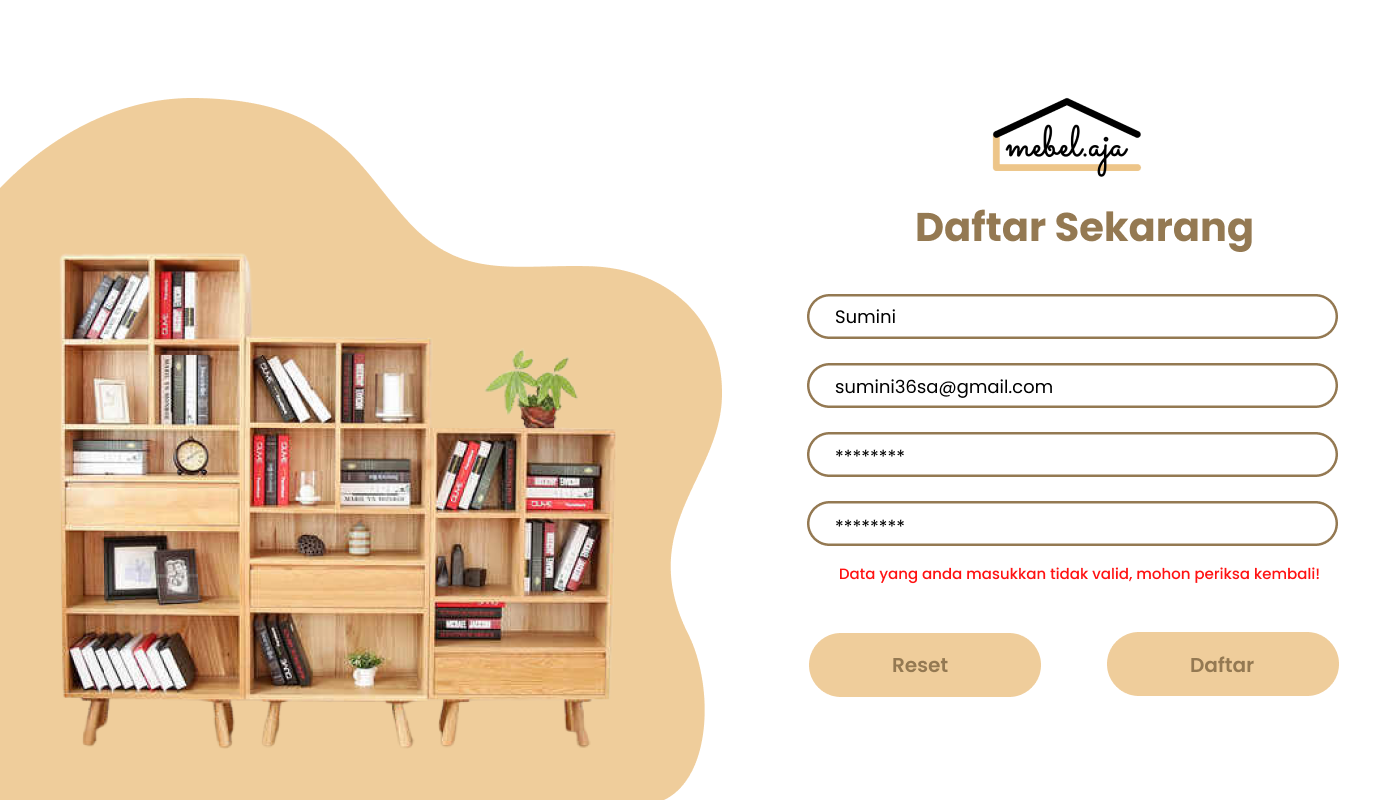 mebel.aja
Daftar Sekarang
Sumini
sumini36sa@gmail.com
********
********
Data yang anda masukkan tidak valid, mohon periksa kembali!
Reset
Daftar